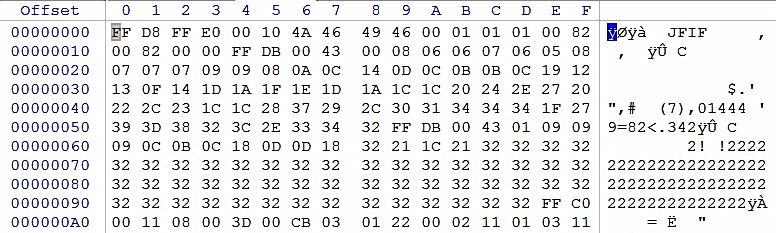 Offset 0 1 2 3 4 5 6 7 8 9 A B C D E F
00000000 FF D8 FF E0 00 10 4A 46 49 46 00 01 01 01 00 82 ÿØÿà JFIF ‚
00000010 00 82 00 00 FF DB 00 43 00 08 06 06 07 06 05 08 ‚ ÿÛ C
00000020 07 07 07 09 09 08 0A 0C 14 0D 0C 0B 0B 0C 19 12
00000030 13 0F 14 1D 1A 1F 1E 1D 1A 1C 1C 20 24 2E 27 20 $.'
00000040 22 2C 23 1C 1C 28 37 29 2C 30 31 34 34 34 1F 27 ",# (7),01444 '
00000050 39 3D 38 32 3C 2E 33 34 32 FF DB 00 43 01 09 09 9=82<.342ÿÛ C
00000060 09 0C 0B 0C 18 0D 0D 18 32 21 1C 21 32 32 32 32 2! !2222
00000070 32 32 32 32 32 32 32 32 32 32 32 32 32 32 32 32 2222222222222222
00000080 32 32 32 32 32 32 32 32 32 32 32 32 32 32 32 32 2222222222222222
00000090 32 32 32 32 32 32 32 32 32 32 32 32 32 32 FF C0 22222222222222ÿÀ
000000A0 00 11 08 00 3D 00 CB 03 01 22 00 02 11 01 03 11 = Ë "